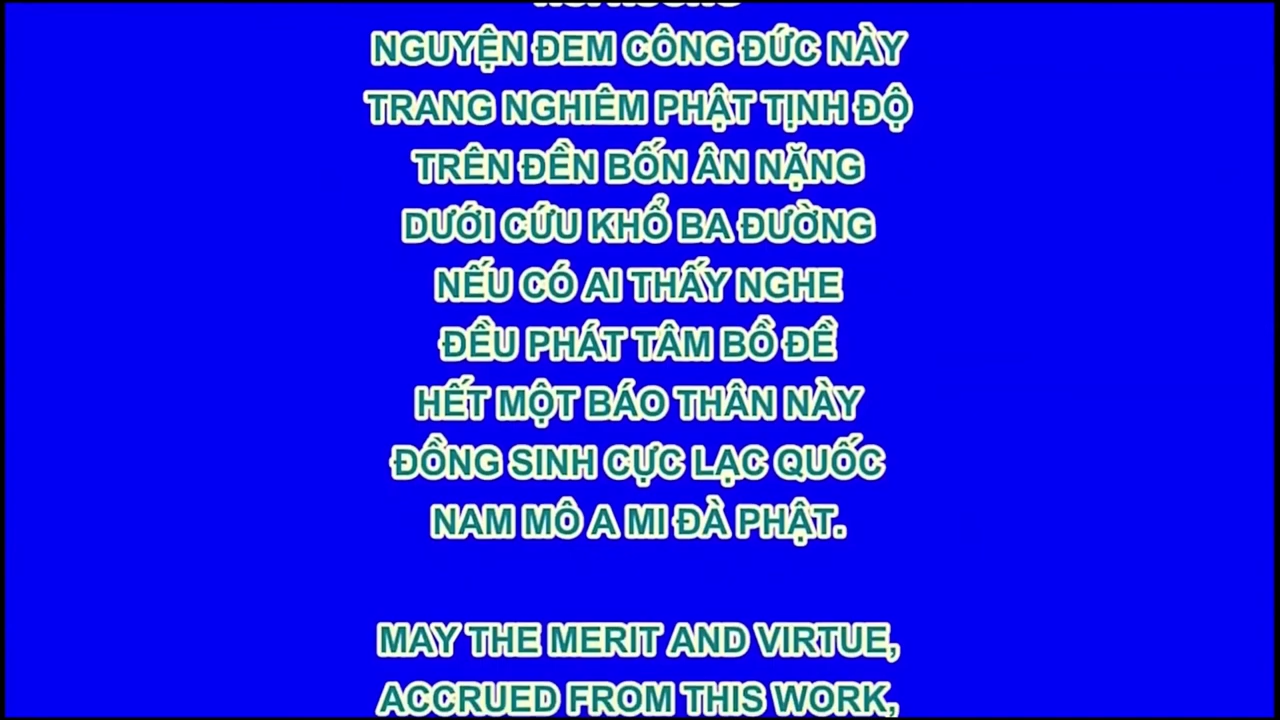 NGUYỆN ĐEM CÔNG ĐỨC NÀY
TRANG NGHIÊM PHẬT TỊNH ĐỘ
TRÊN ĐỀN BỐN ÂN NẶNG
DƯỚI CỨU KHỔ BA ĐƯỜNG
NẾU CÓ AI THẤY NGHE
ĐỀU PHÁT TÂM BỒ ĐỀ
HẾT MỘT BÁO THÂN NÀY
ĐỒNG SINH CỰC LẠC QUỐC
NAM MÔ A MI ĐÀ PHẬT.
MAY THE MERIT AND VIRTUE,
ACCRUED FROM THIS WORK,